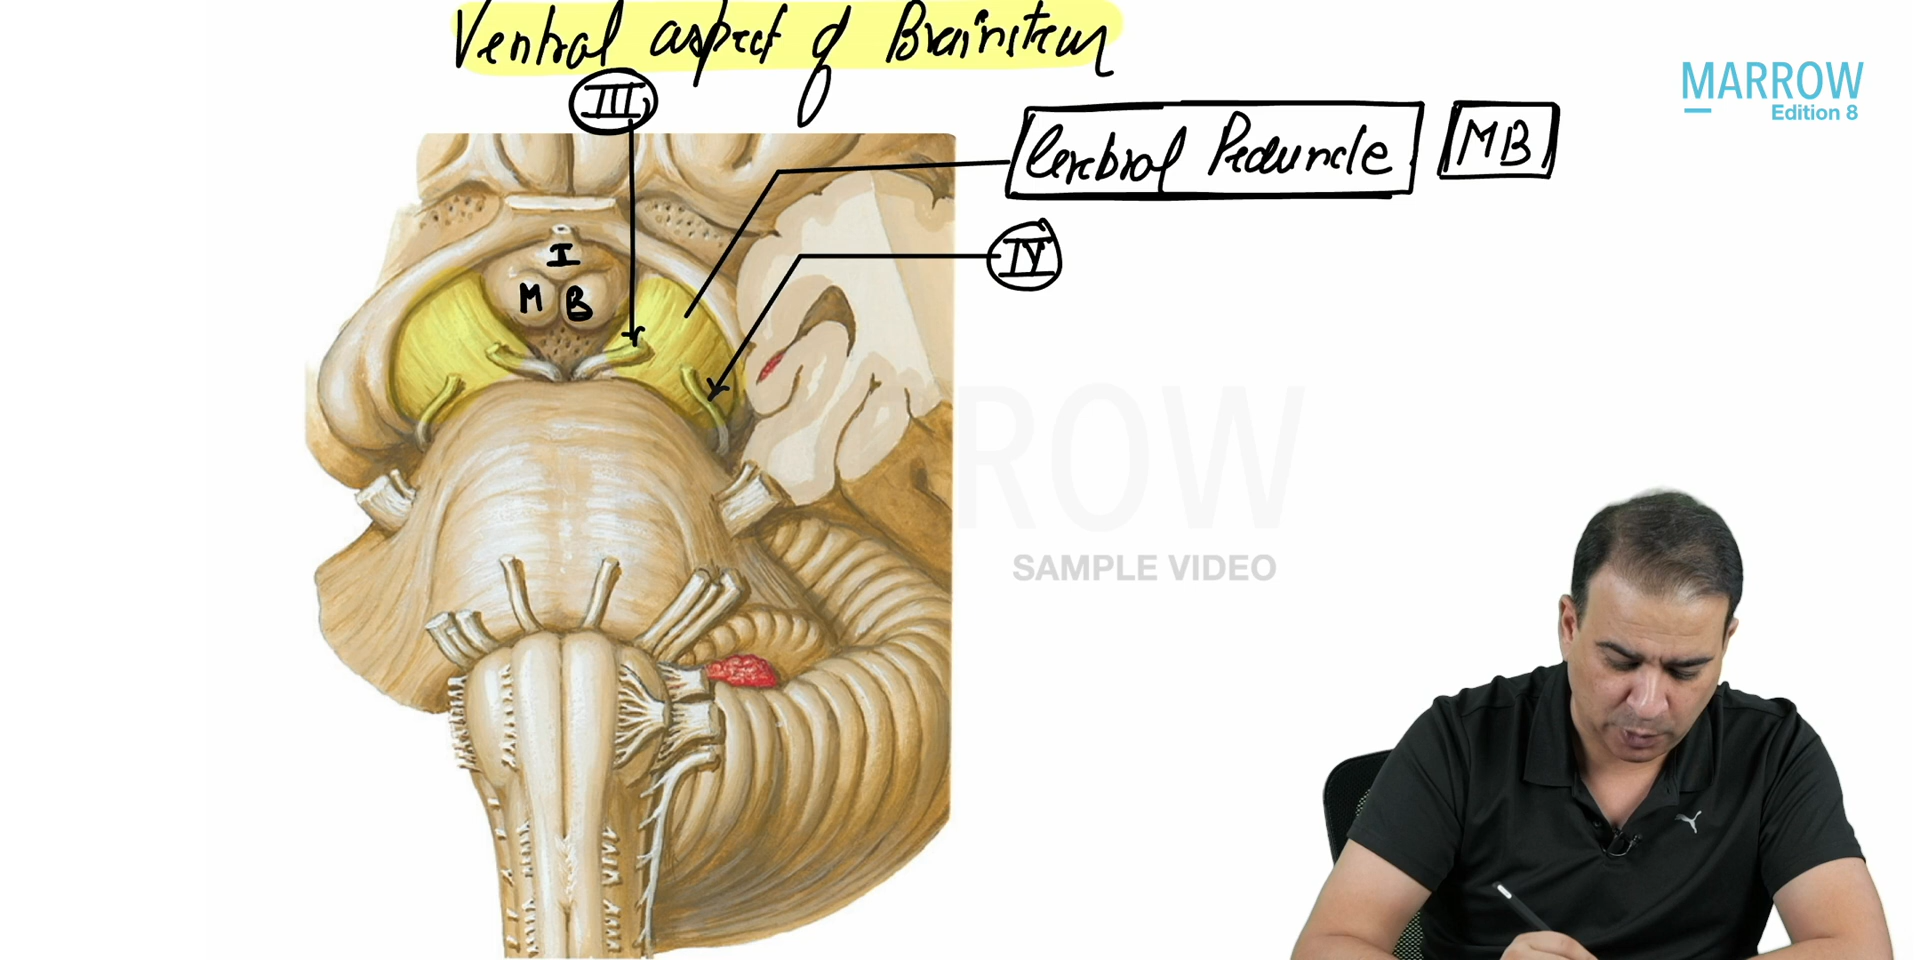 Ventral aspect of Brainstem
MARROW
Edition 8
III
Cerebral Peduncle
MB
IV
I
M B
ROW
SAMPLE VIDEO